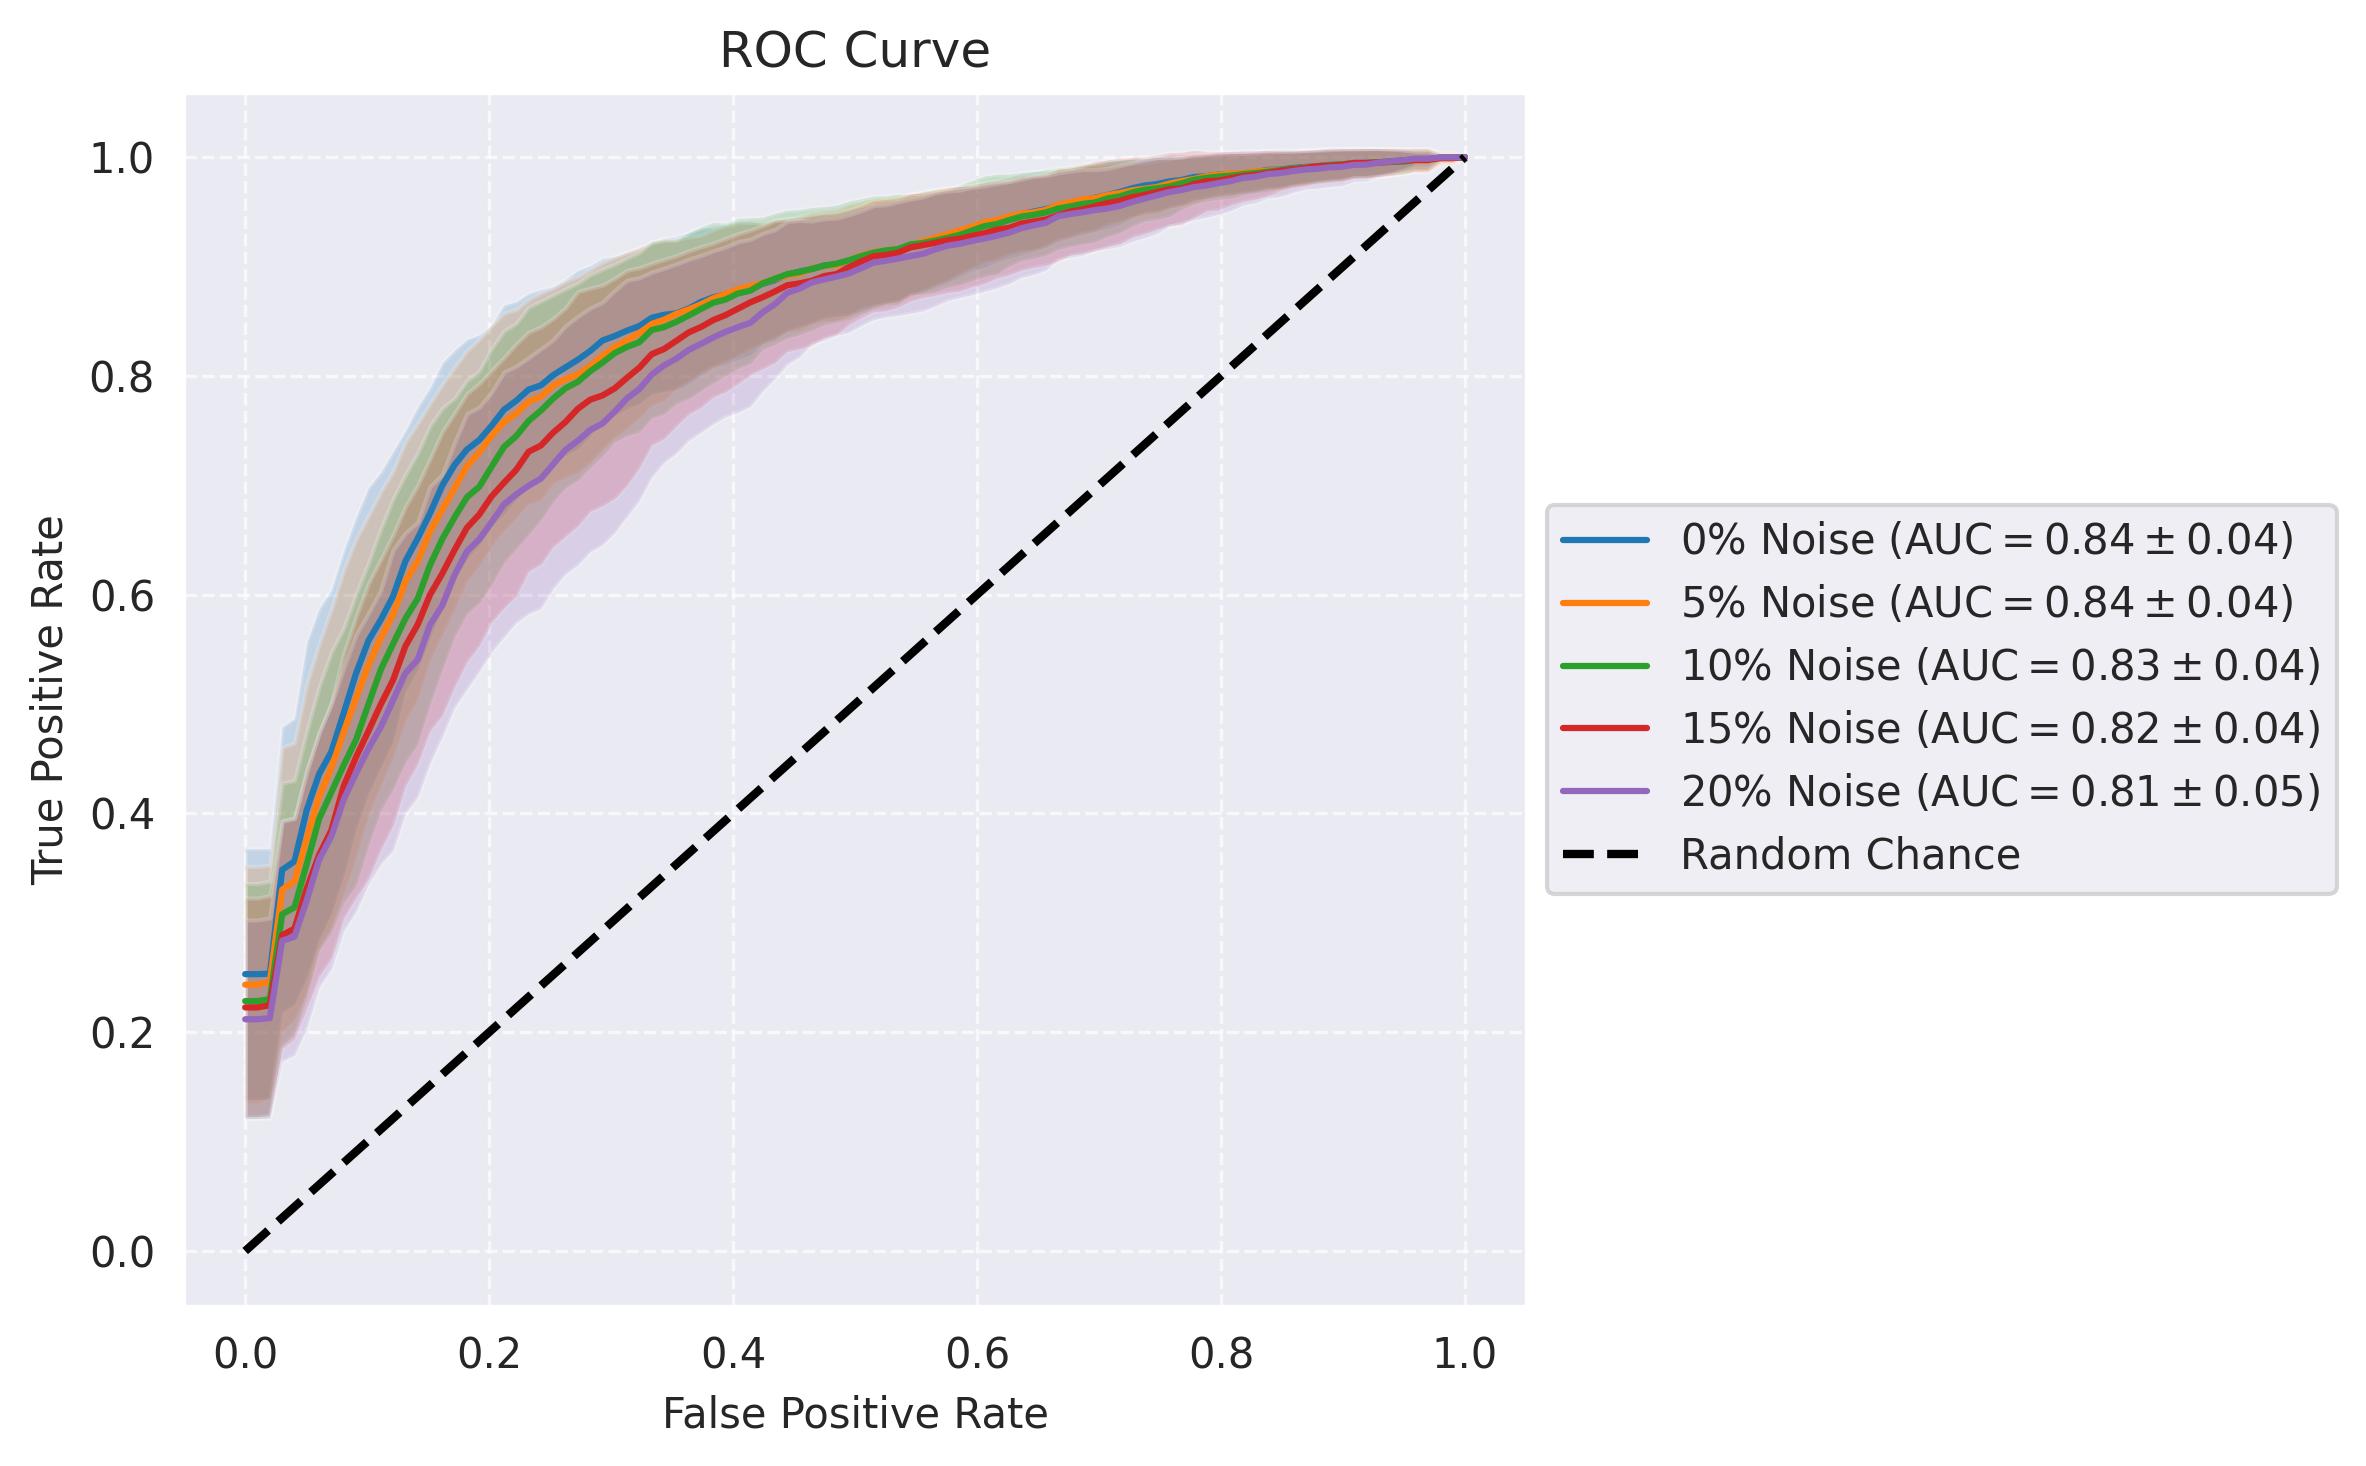 ROC Curve
True Positive Rate
1.0
0.8
0.6
0.4
0.2
0.0
0.0 0.2 0.4 0.6 0.8 1.0
False Positive Rate
0% Noise (AUC = 0.84 ± 0.04)
5% Noise (AUC = 0.84 ± 0.04)
10% Noise (AUC = 0.83 ± 0.04)
15% Noise (AUC = 0.82 ± 0.04)
20% Noise (AUC = 0.81 ± 0.05)
Random Chance